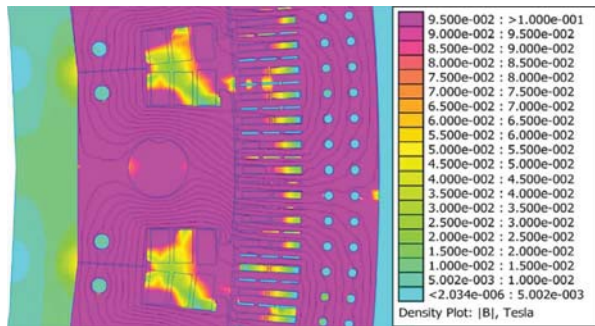 9.500e-002 : >1.000e-001
9.000e-002 : 9.500e-002
8.500e-002 : 9.000e-002
8.000e-002 : 8.500e-002
7.500e-002 : 8.000e-002
7.000e-002 : 7.500e-002
6.500e-002 : 7.000e-002
6.000e-002 : 6.500e-002
5.500e-002 : 6.000e-002
5.000e-002 : 5.500e-002
4.500e-002 : 5.000e-002
4.000e-002 : 4.500e-002
3.500e-002 : 4.000e-002
3.000e-002 : 3.500e-002
2.500e-002 : 3.000e-002
2.000e-002 : 2.500e-002
1.500e-002 : 2.000e-002
1.000e-002 : 1.500e-002
5.002e-003 : 1.000e-002
<2.034e-006 : 5.002e-003
Density Plot: |B|, Tesla